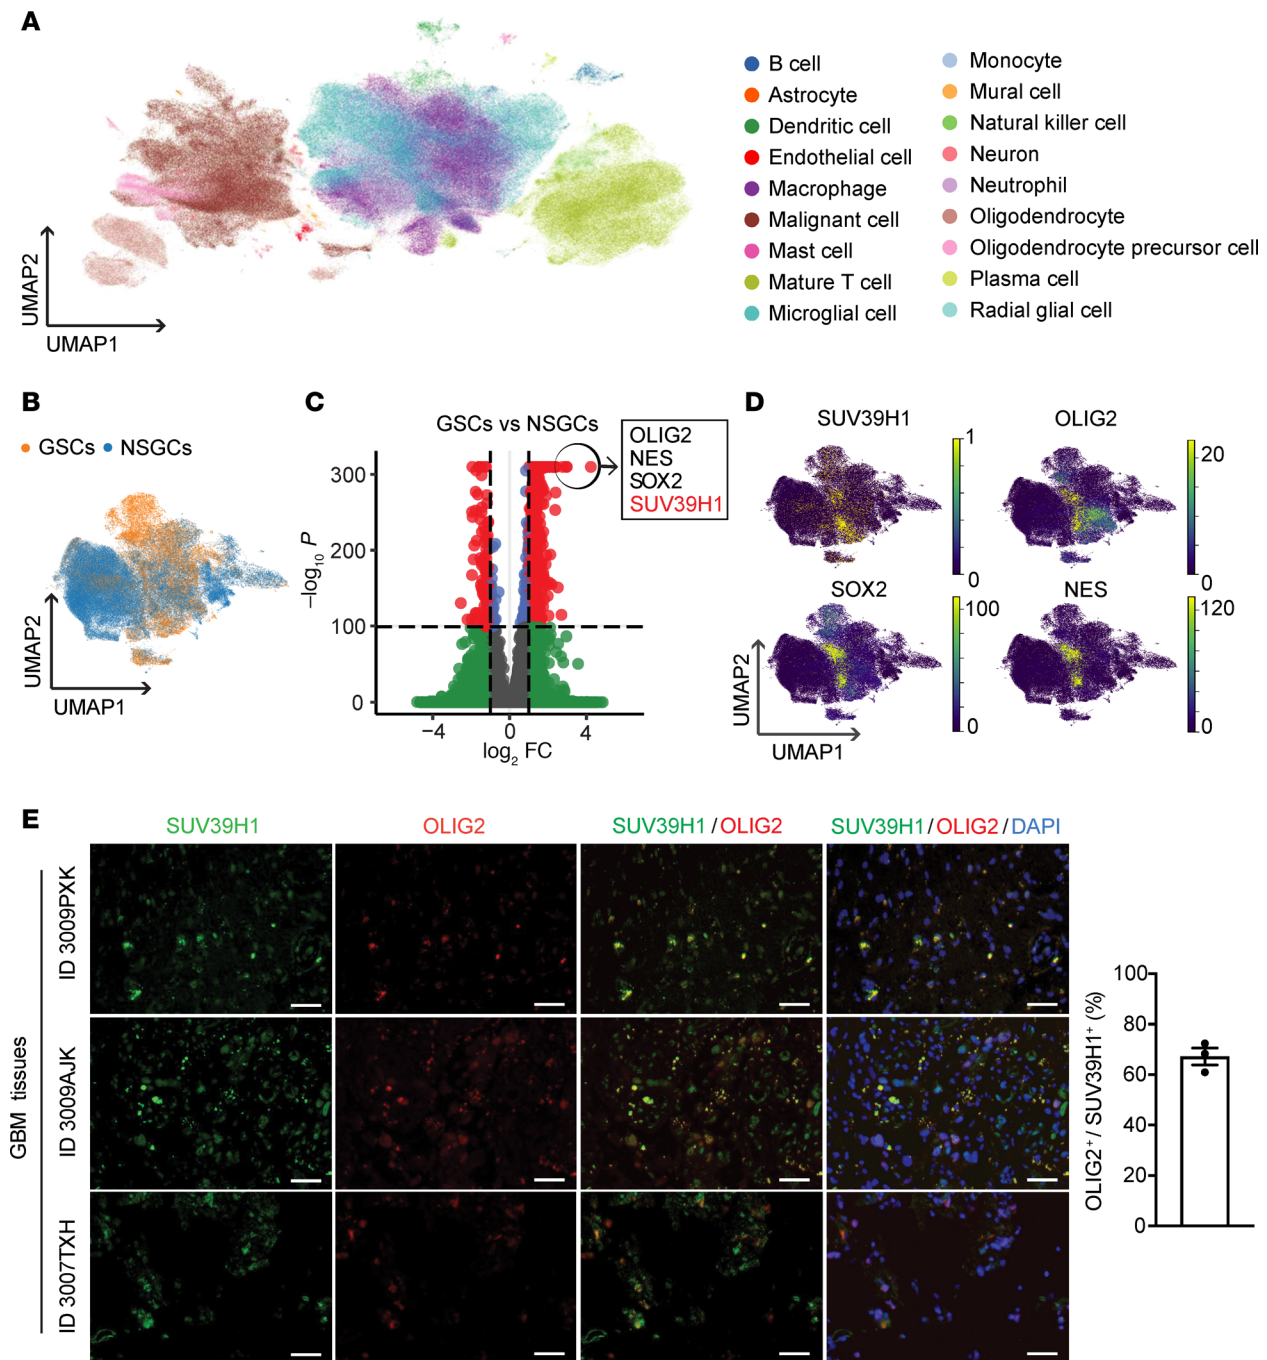 A
B cell
Astrocyte
Dendritic cell
Endothelial cell
Macrophage
Malignant cell
Mast cell
Mature T cell
Microglial cell
Monocyte
Mural cell
Natural killer cell
Neuron
Neutrophil
Oligodendrocyte
Oligodendrocyte precursor cell
Plasma cell
Radial glial cell
UMAP2
UMAP1
B
GSCs NSGCs
UMAP2
UMAP1
C
GSCs vs NSGCs
OLIG2
NES
SOX2
SUV39H1
–log10 P
300
200
100
0
−4 0 4
log2 FC
D
SUV39H1
1
0
OLIG2
20
0
SOX2
100
0
NES
120
0
UMAP2
UMAP1
E
SUV39H1
OLIG2
SUV39H1/OLIG2
SUV39H1/OLIG2/DAPI
GBM tissues
ID 3009PXK
ID 3009AJK
ID 3007TXH
OLIG2+/ SUV39H1+ (%)
100
80
60
40
20
0